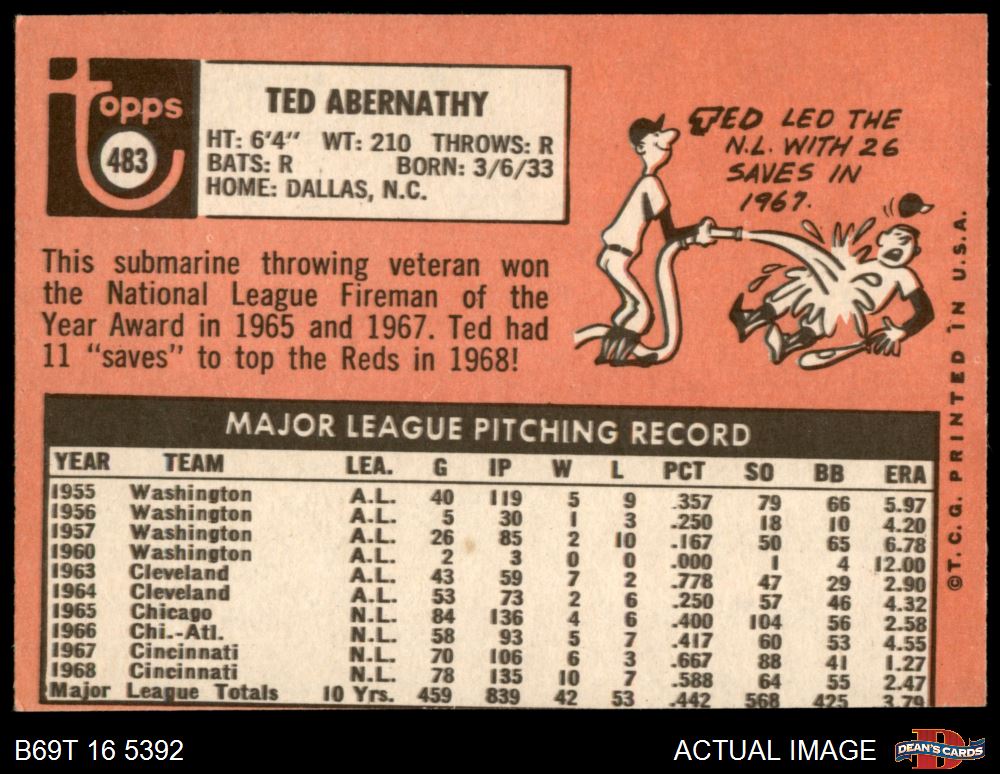 Topps
483
TED ABERNATHY
HT: 6'4" WT: 210 THROWS: R
BATS: R BORN: 3/6/33
HOME: DALLAS, N.C.
TED LED THE
N.L. WITH 26
SAVES IN
1967.
This submarine throwing veteran won
the National League Fireman of the
Year Award in 1965 and 1967. Ted had
11 "saves" to top the Reds in 1968!
MAJOR LEAGUE PITCHING RECORD
YEAR TEAM LEA. G IP W L PCT SO BB ERA
1955 Washington A.L. 40 119 5 9 .357 79 66 5.97
1956 Washington A.L. 5 30 1 3 .250 18 10 4.20
1957 Washington A.L. 26 85 2 10 .167 50 65 6.78
1960 Washington A.L. 2 3 0 0 .000 1 4 12.00
1963 Cleveland A.L. 43 59 7 2 .778 47 29 2.90
1964 Cleveland A.L. 53 73 2 6 .250 57 46 4.32
1965 Chicago N.L. 84 136 4 6 .400 104 56 2.58
1966 Chi.-Atl. N.L. 58 93 5 7 .417 60 53 4.55
1967 Cincinnati N.L. 70 106 6 3 .667 88 41 1.27
1968 Cincinnati N.L. 78 135 10 7 .588 64 55 2.47
Major League Totals 10 Yrs. 459 839 42 53 .442 568 425 3.79
©T.C.G. PRINTED IN U.S.A.
B69T 16 5392
ACTUAL IMAGE
DEAN'S CARDS